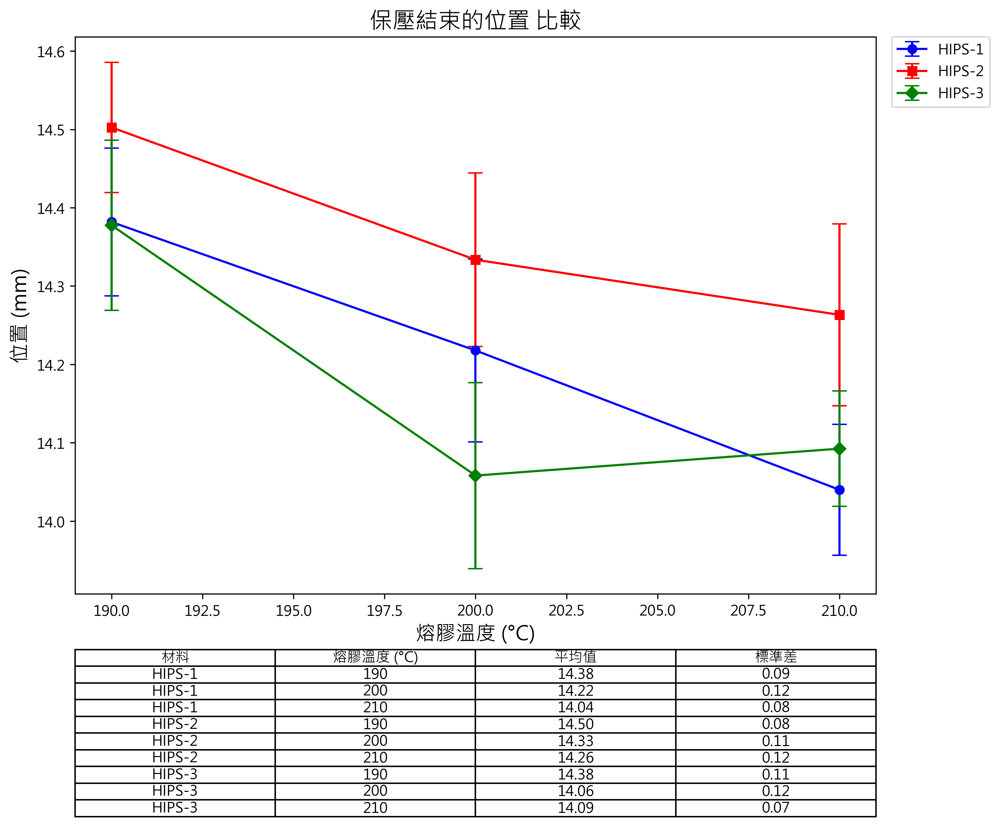 保壓結束的位置 比較
HIPS-1
HIPS-2
HIPS-3
14.6
14.5
14.4
14.3
14.2
14.1
14.0
位置 (mm)
190.0 192.5 195.0 197.5 200.0 202.5 205.0 207.5 210.0
熔膠溫度 (°C)
材料 熔膠溫度 (°C) 平均值 標準差
HIPS-1 190 14.38 0.09
HIPS-1 200 14.22 0.12
HIPS-1 210 14.04 0.08
HIPS-2 190 14.50 0.08
HIPS-2 200 14.33 0.11
HIPS-2 210 14.26 0.12
HIPS-3 190 14.38 0.11
HIPS-3 200 14.06 0.12
HIPS-3 210 14.09 0.07